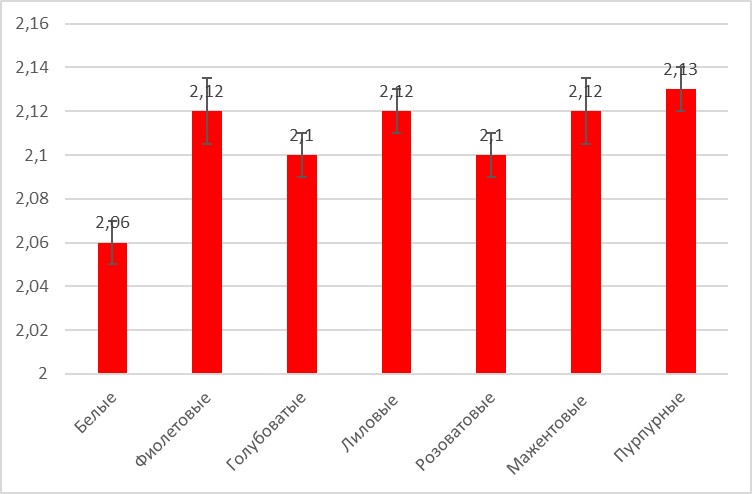 2,16
2,14
2,12
2,1
2,08
2,06
2,04
2,02
2
2,06
2,12
2,1
2,12
2,1
2,12
2,13
Белые
Фиолетовые
Голубоватые
Лиловые
Розоватовые
Мажентовые
Пурпурные